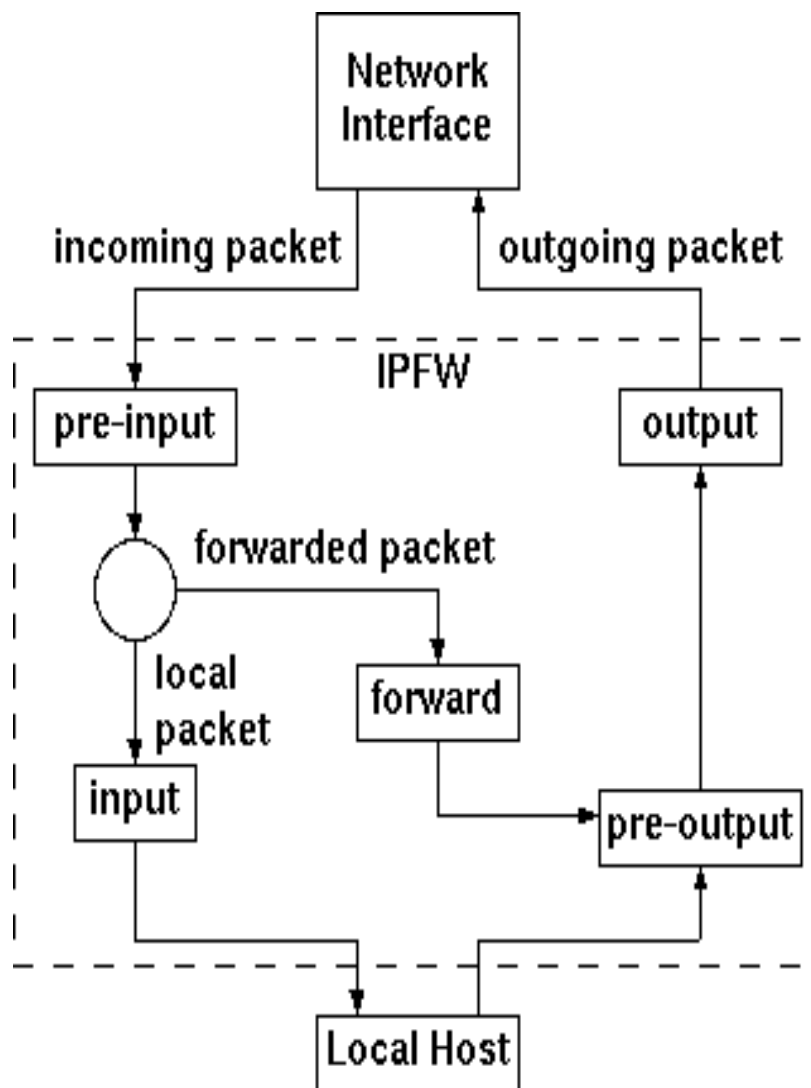 Network
Interface
incoming packet
outgoing packet
IPFW
pre-input
output
forwarded packet
local
packet
forward
input
pre-output
Local Host